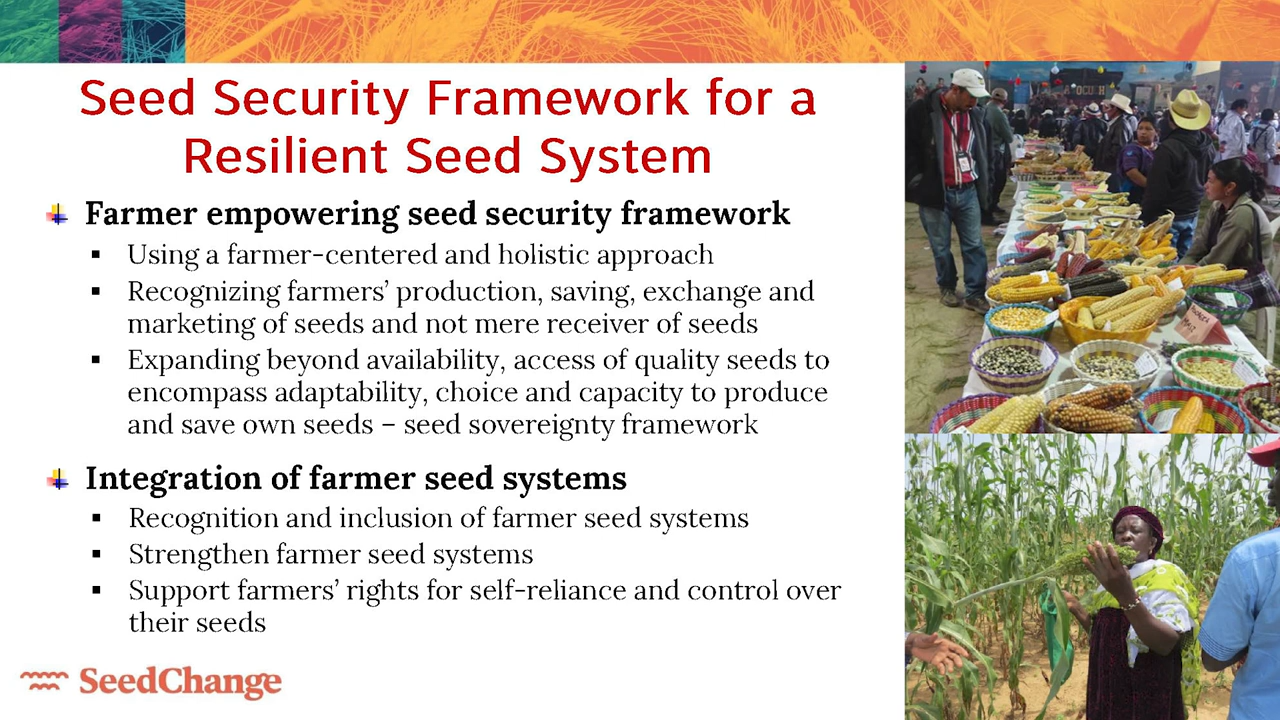 Seed Security Framework for a
Resilient Seed System
Farmer empowering seed security framework
▪ Using a farmer-centered and holistic approach
▪ Recognizing farmers’ production, saving, exchange and
marketing of seeds and not mere receiver of seeds
▪ Expanding beyond availability, access of quality seeds to
encompass adaptability, choice and capacity to produce
and save own seeds – seed sovereignty framework
Integration of farmer seed systems
▪ Recognition and inclusion of farmer seed systems
▪ Strengthen farmer seed systems
▪ Support farmers’ rights for self-reliance and control over
their seeds
SeedChange